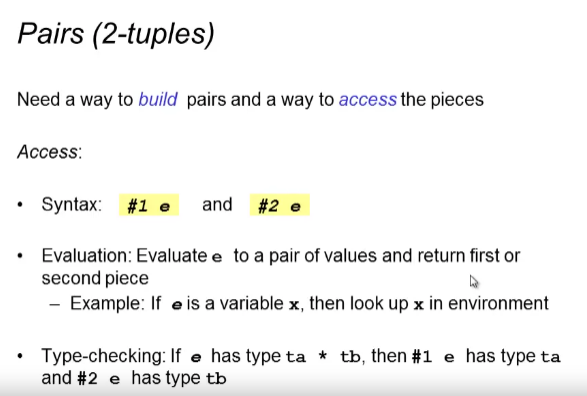 Pairs (2-tuples)
Need a way to build pairs and a way to access the pieces
Access:
• Syntax: #1 e and #2 e
• Evaluation: Evaluate e to a pair of values and return first or
second piece
– Example: If e is a variable x, then look up x in environment
• Type-checking: If e has type ta * tb, then #1 e has type ta
and #2 e has type tb